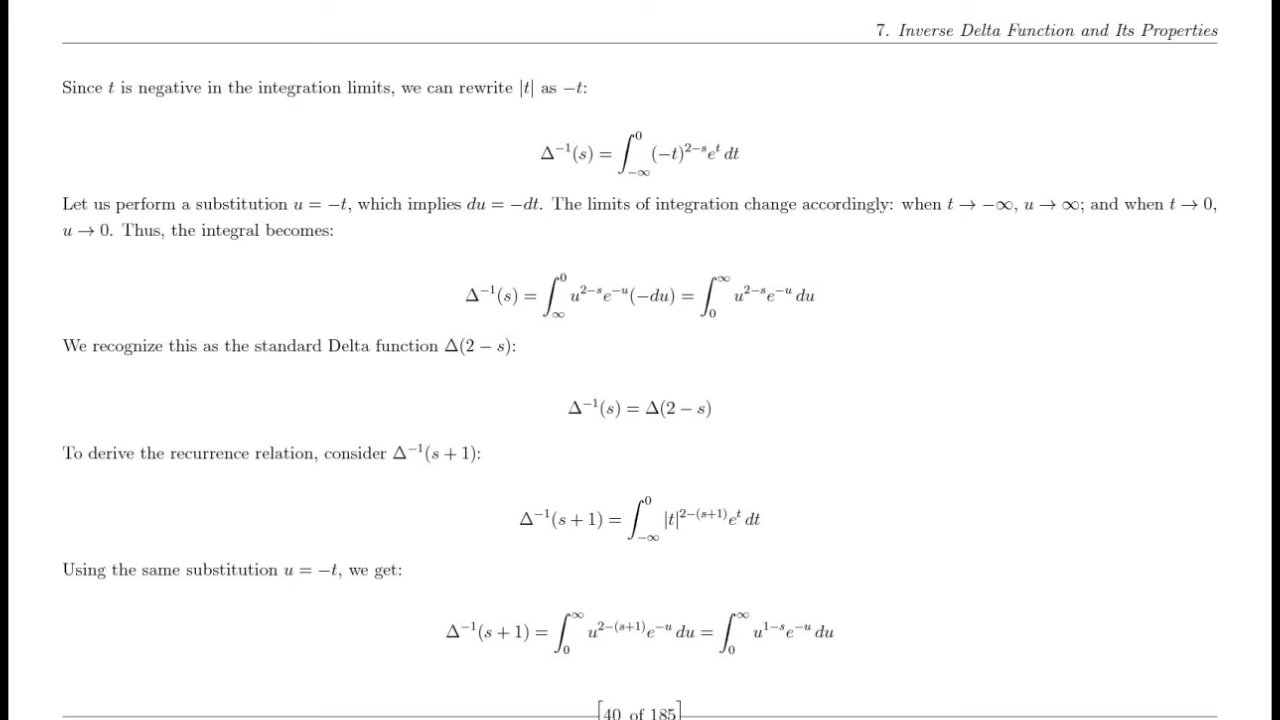 7. Inverse Delta Function and Its Properties
Since t is negative in the integration limits, we can rewrite |t| as −t:
Δ⁻¹(s) = ∫_{−∞}^{0} (−t)^{2−s} e^t dt
Let us perform a substitution u = −t, which implies du = −dt. The limits of integration change accordingly: when t → −∞, u → ∞; and when t → 0,
u → 0. Thus, the integral becomes:
Δ⁻¹(s) = ∫_{∞}^{0} u^{2−s} e^{−u} (−du) = ∫_{0}^{∞} u^{2−s} e^{−u} du
We recognize this as the standard Delta function Δ(2 − s):
Δ⁻¹(s) = Δ(2 − s)
To derive the recurrence relation, consider Δ⁻¹(s + 1):
Δ⁻¹(s + 1) = ∫_{−∞}^{0} |t|^{2−(s+1)} e^t dt
Using the same substitution u = −t, we get:
Δ⁻¹(s + 1) = ∫_{0}^{∞} u^{2−(s+1)} e^{−u} du = ∫_{0}^{∞} u^{1−s} e^{−u} du
[40 of 185]